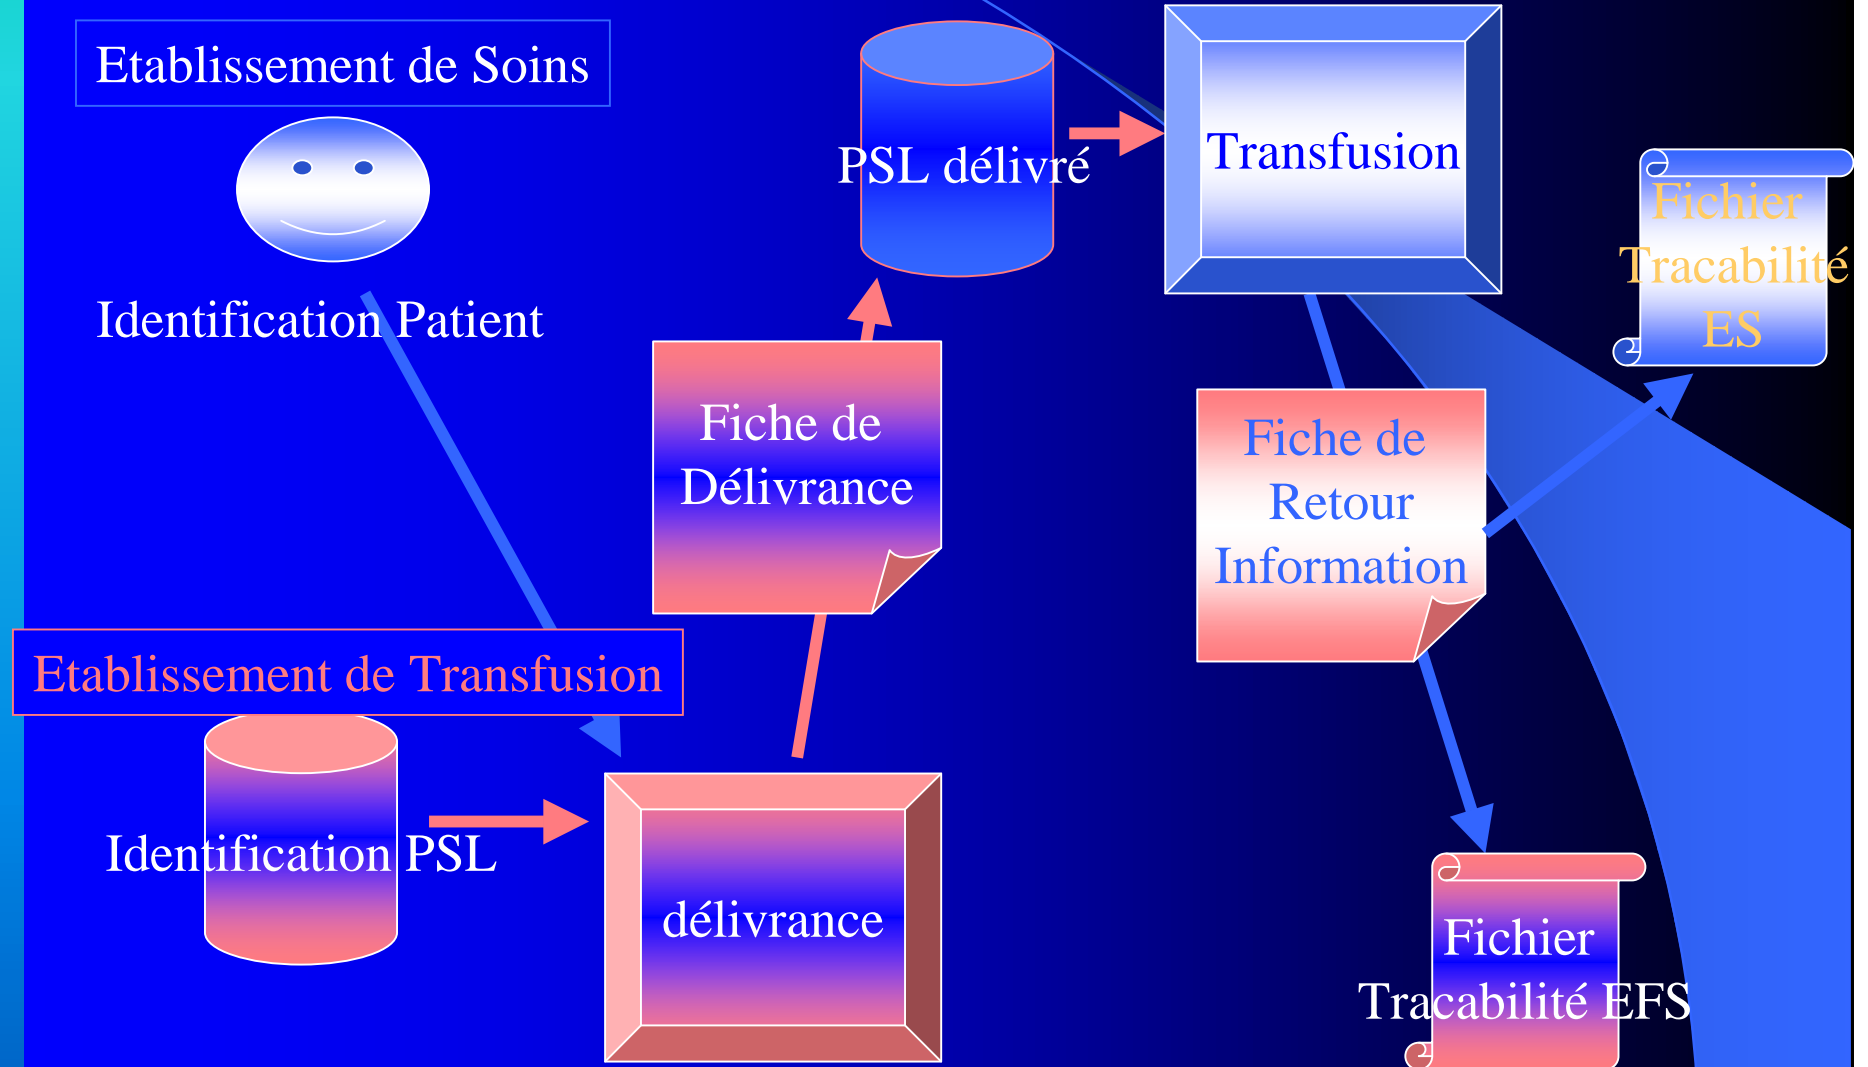 Etablissement de Soins
Identification Patient
PSL délivré
Transfusion
Fichier
Tracabilité
ES
Fiche de
Délivrance
Fiche de
Retour
Information
Etablissement de Transfusion
Identification PSL
délivrance
Fichier
Tracabilité EFS